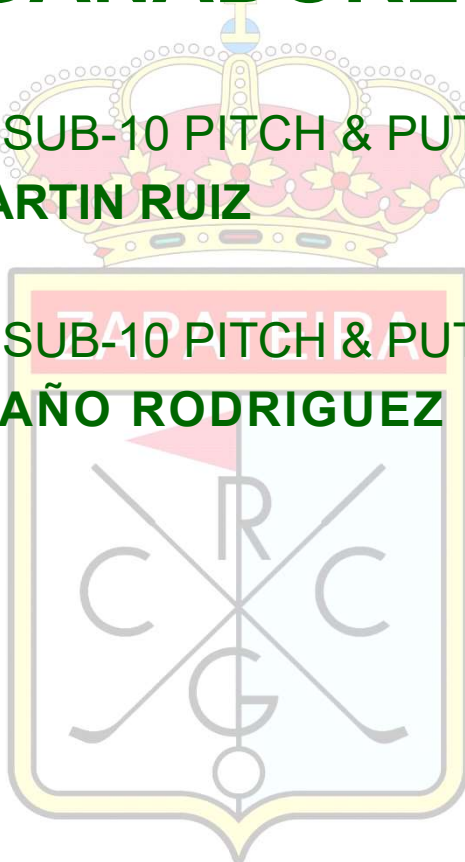 SUB-10 PITCH & PUT
ARTIN RUIZ
ZAPATEIRA
SUB-10 PITCH & PUT
AÑO RODRIGUEZ
R
C C
G